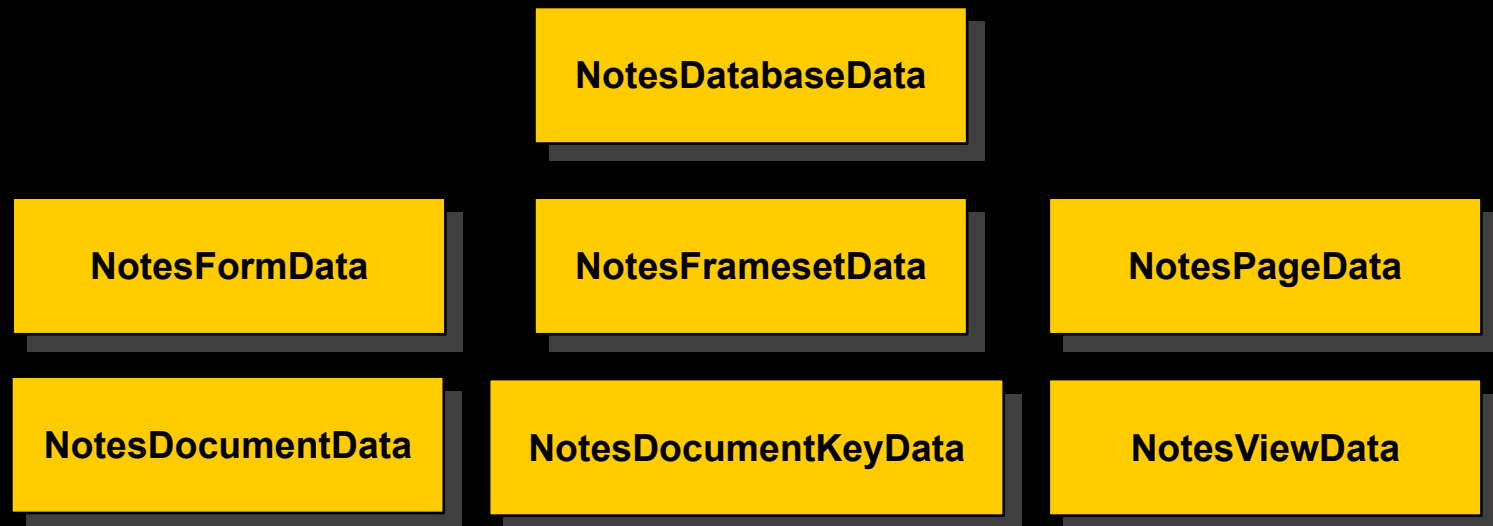 NotesDatabaseData
NotesFormData
NotesFramesetData
NotesPageData
NotesDocumentData
NotesDocumentKeyData
NotesViewData